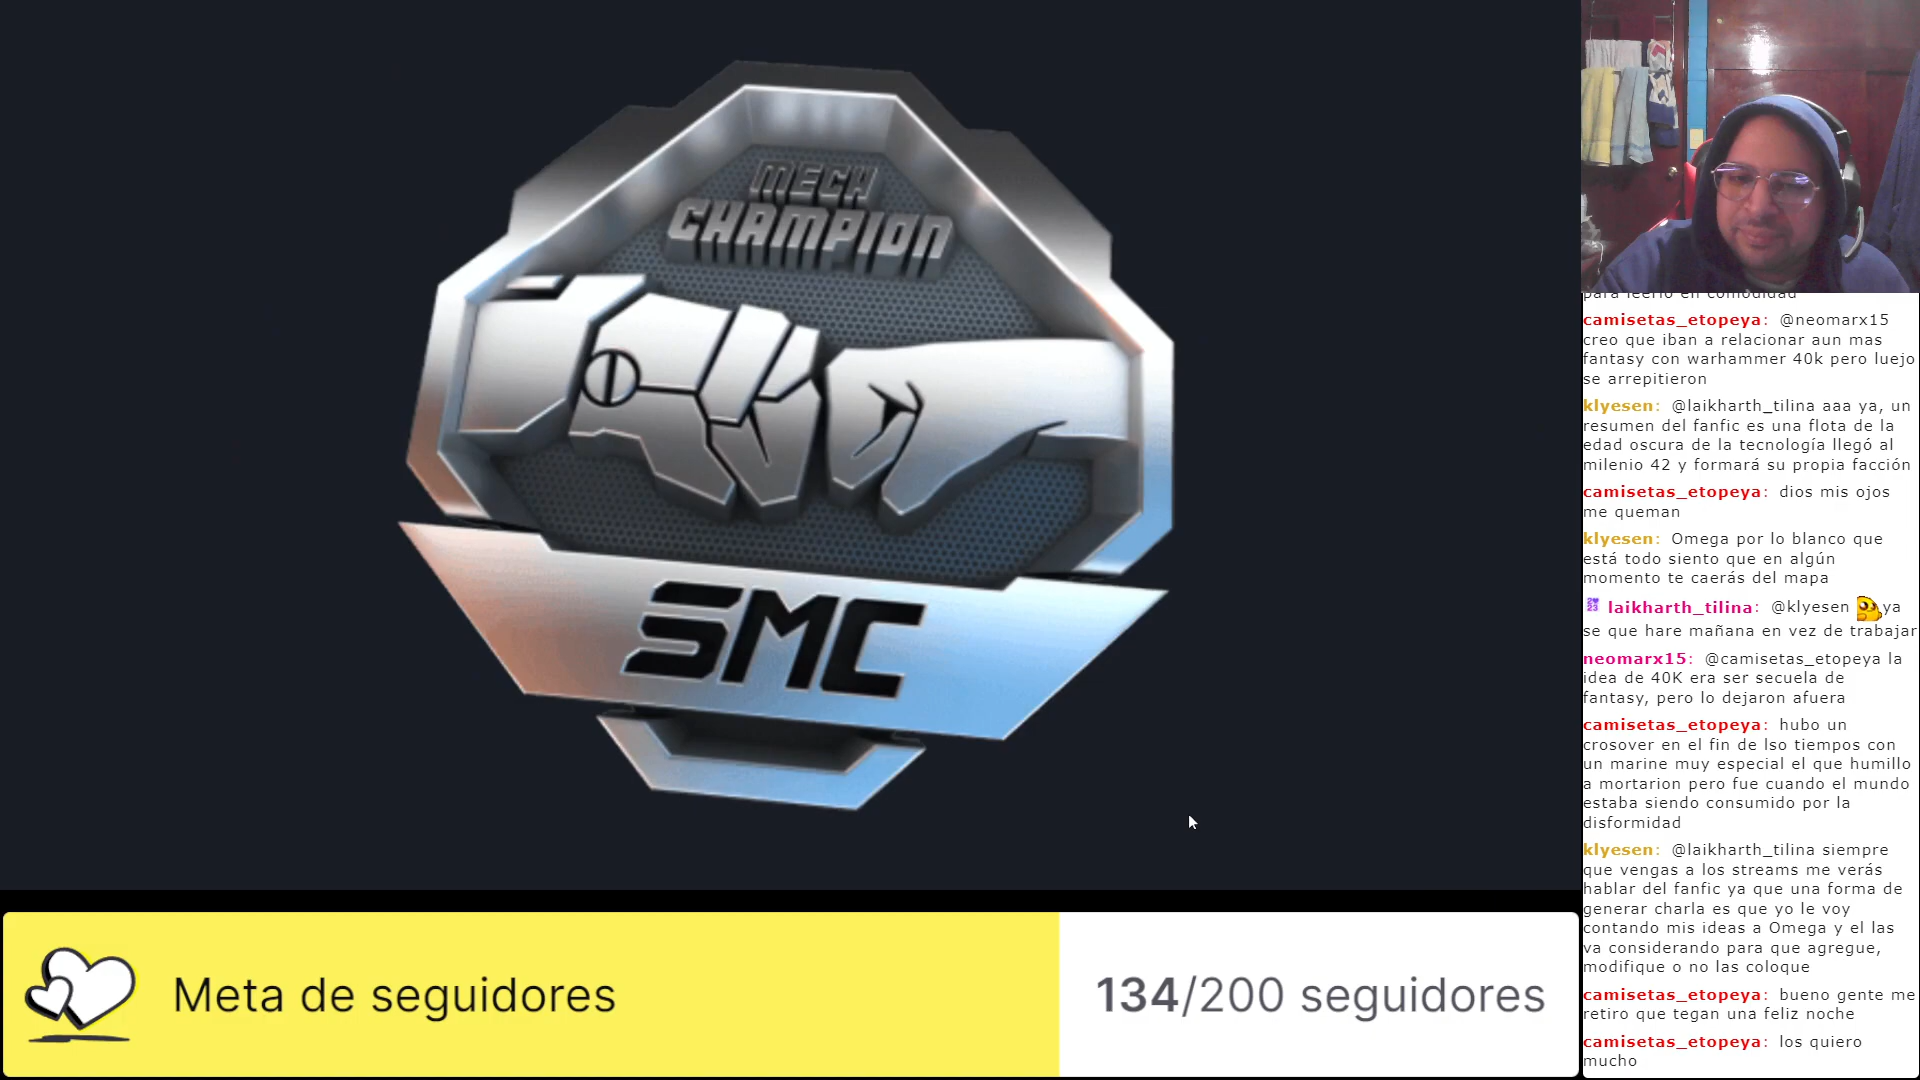 MECH
CHAMPION
SMC
Meta de seguidores
134/200 seguidores
para leerlo en comodidad
camisetas_etopeya: @neomarx15
creo que iban a relacionar aun mas
fantasy con warhammer 40k pero luejo
se arrepitieron
klyesen: @laikharth_tilina aaa ya, un
resumen del fanfic es una flota de la
edad oscura de la tecnología llegó al
milenio 42 y formará su propia facción
camisetas_etopeya: dios mis ojos
me queman
klyesen: Omega por lo blanco que
está todo siento que en algún
momento te caerás del mapa
laikharth_tilina: @klyesen ya
se que hare mañana en vez de trabajar
neomarx15: @camisetas_etopeya la
idea de 40K era ser secuela de
fantasy, pero lo dejaron afuera
camisetas_etopeya: hubo un
crosover en el fin de lso tiempos con
un marine muy especial el que humillo
a mortarion pero fue cuando el mundo
estaba siendo consumido por la
disformidad
klyesen: @laikharth_tilina siempre
que vengas a los streams me verás
hablar del fanfic ya que una forma de
generar charla es que yo le voy
contando mis ideas a Omega y el las
va considerando para que agregue,
modifique o no las coloque
camisetas_etopeya: bueno gente me
retiro que tegan una feliz noche
camisetas_etopeya: los quiero
mucho